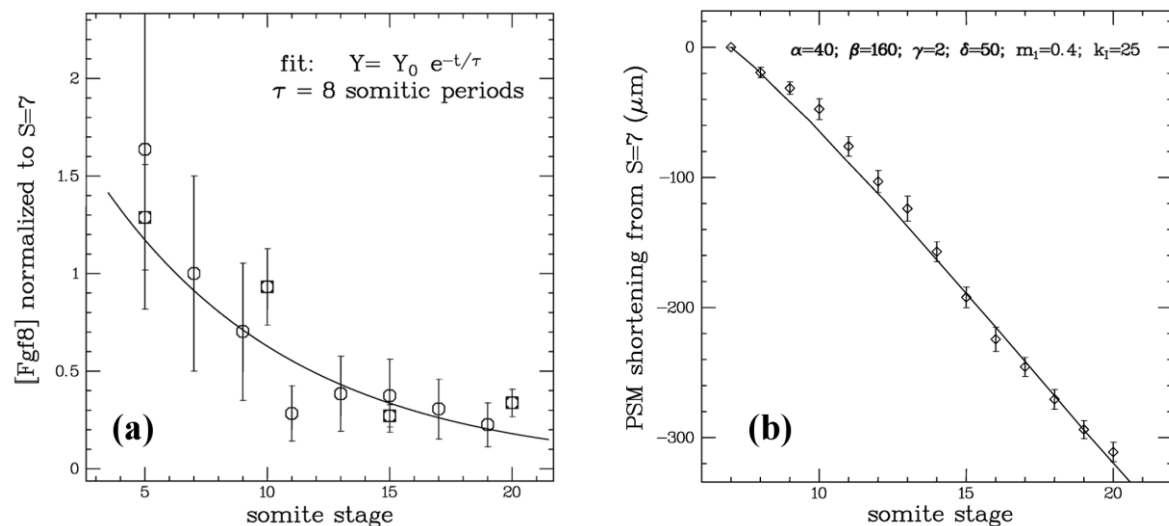 [Fgf8] normalized to S=7
fit: Y= Y₀ e⁻ᵗ/ᵗ
τ = 8 somitic periods
2
1.5
1
0.5
0
(a)
5
10
15
20
somite stage
PSM shortening from S=7 (μm)
α=40; β=160; γ=2; δ=50; m₁=0.4; k₁=25
0
-100
-200
-300
(b)
10
15
20
somite stage